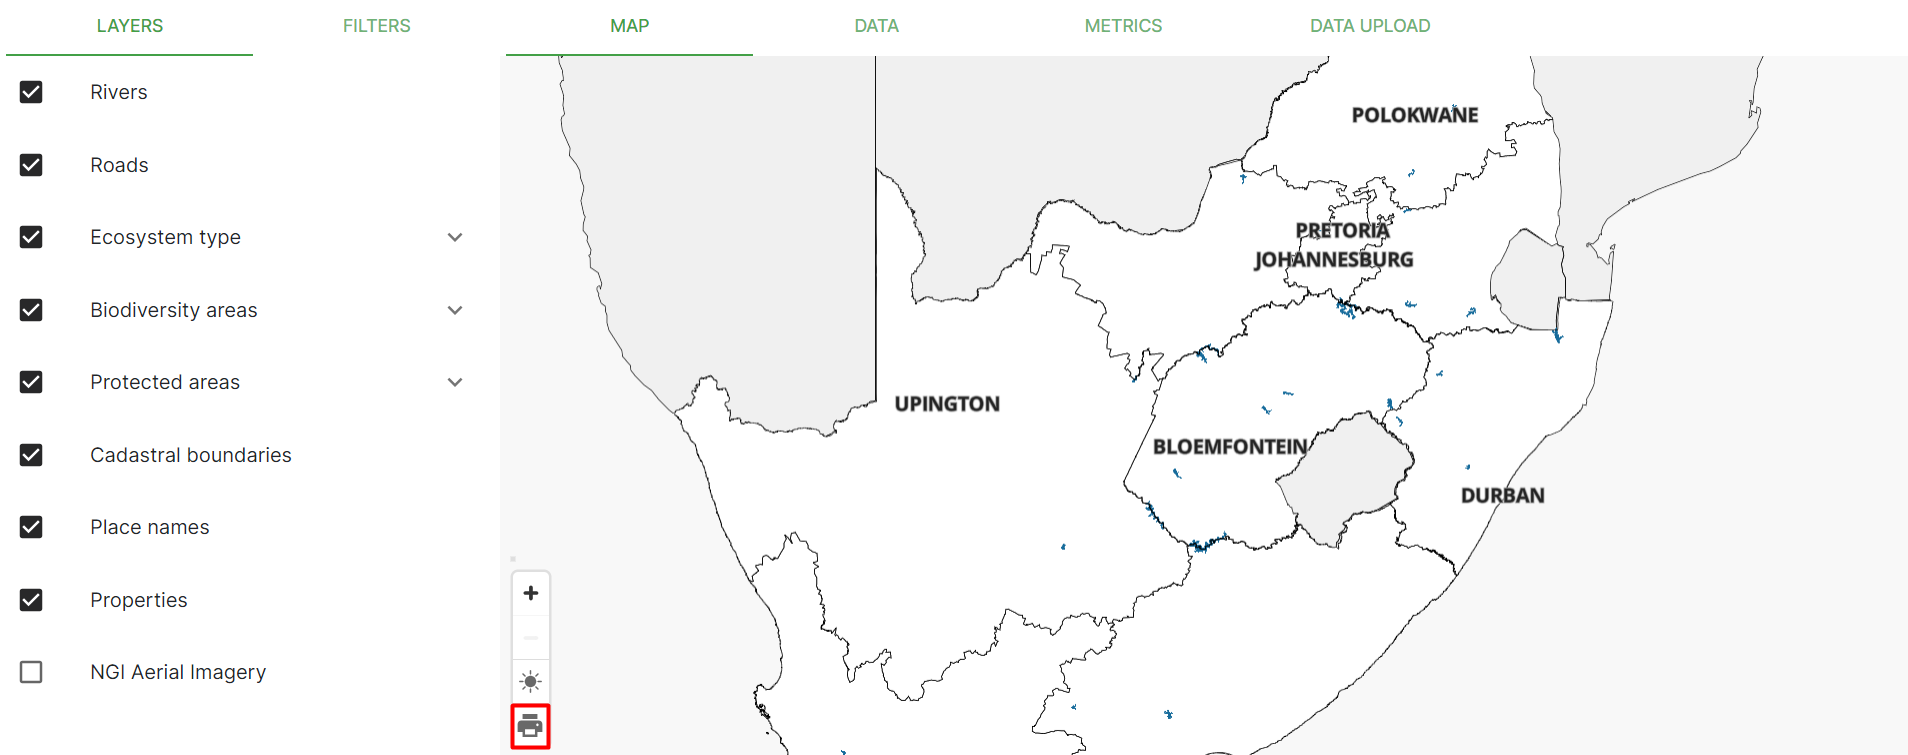 LAYERS
FILTERS
MAP
DATA
METRICS
DATA UPLOAD
Rivers
Roads
Ecosystem type
Biodiversity areas
Protected areas
Cadastral boundaries
Place names
Properties
NGI Aerial Imagery
POLOKWANE
PRETORIA
JOHANNESBURG
UPINGTON
BLOEMFONTEIN
DURBAN